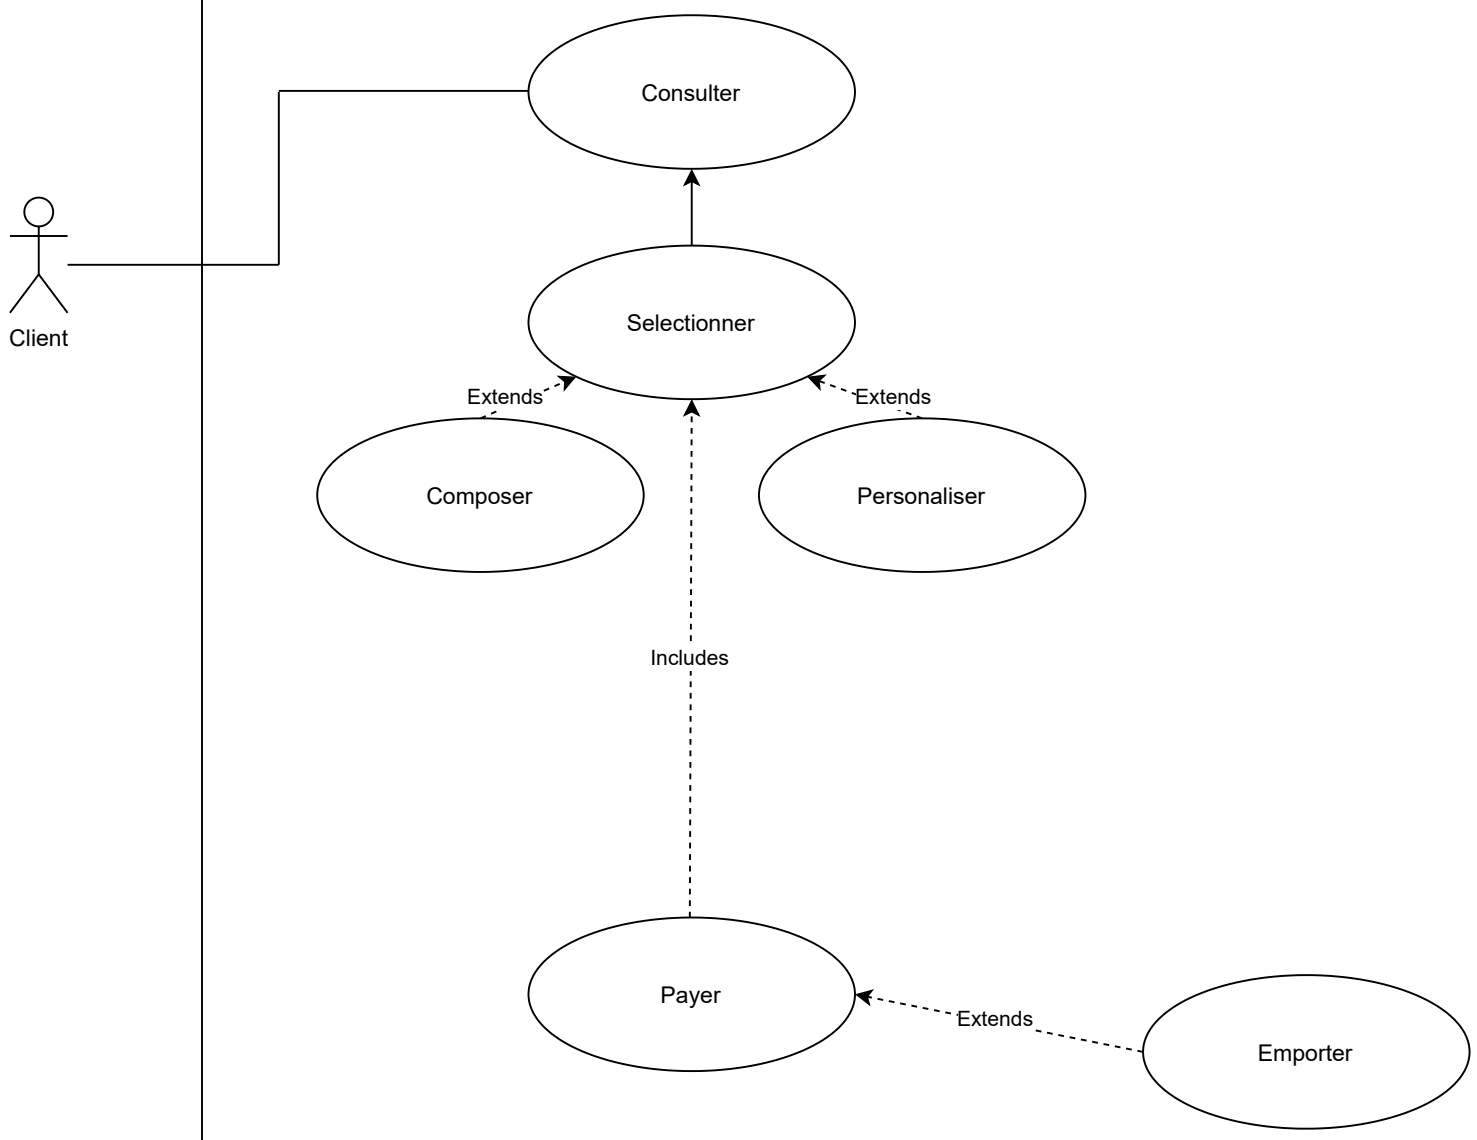 Consulter
Client
Selectionner
Extends
Extends
Composer
Personaliser
Includes
Payer
Extends
Emporter